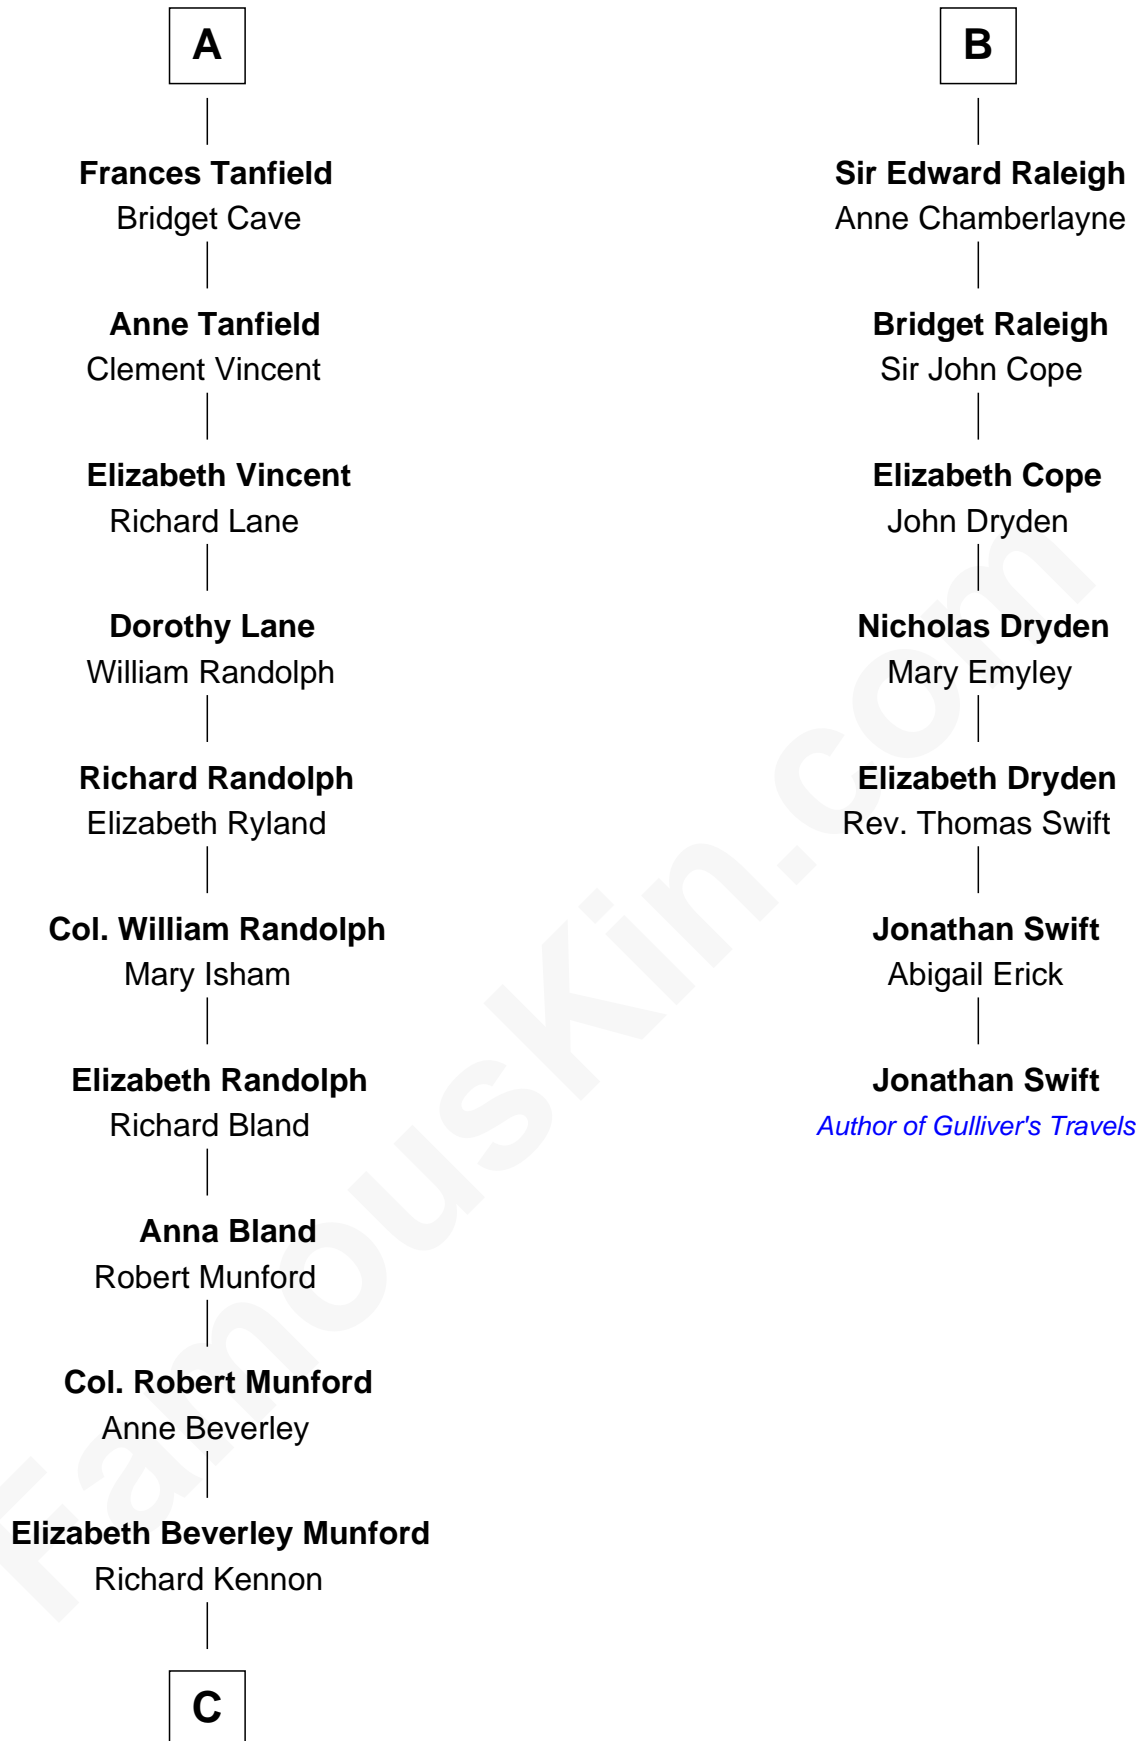 A
Frances Tanfield
Bridget Cave
Anne Tanfield
Clement Vincent
Elizabeth Vincent
Richard Lane
Dorothy Lane
William Randolph
Richard Randolph
Elizabeth Ryland
Col. William Randolph
Mary Isham
Elizabeth Randolph
Richard Bland
Anna Bland
Robert Munford
Col. Robert Munford
Anne Beverley
Elizabeth Beverley Munford
Richard Kennon
C
B
Sir Edward Raleigh
Anne Chamberlayne
Bridget Raleigh
Sir John Cope
Elizabeth Cope
John Dryden
Nicholas Dryden
Mary Emyley
Elizabeth Dryden
Rev. Thomas Swift
Jonathan Swift
Abigail Erick
Jonathan Swift
Author of Gulliver's Travels
FamousKin.com